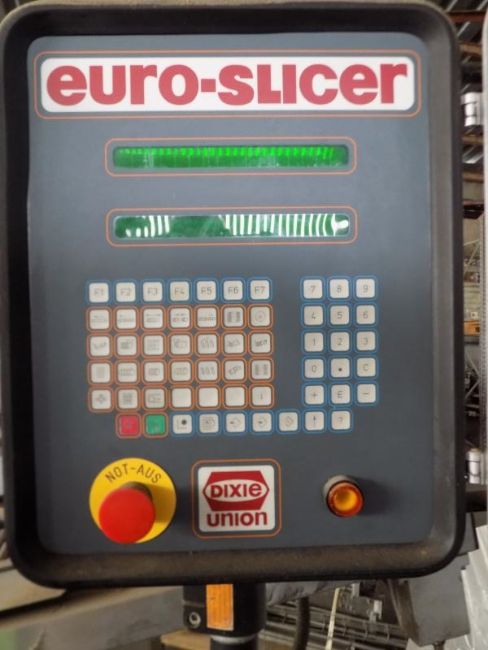 euro-slicer
F1 F2 F3 F4 F5 F6 F7 7 8 9
4 5 6
1 2 3
0 . C
+ E −
?
NOT-AUS
DIXIE
union